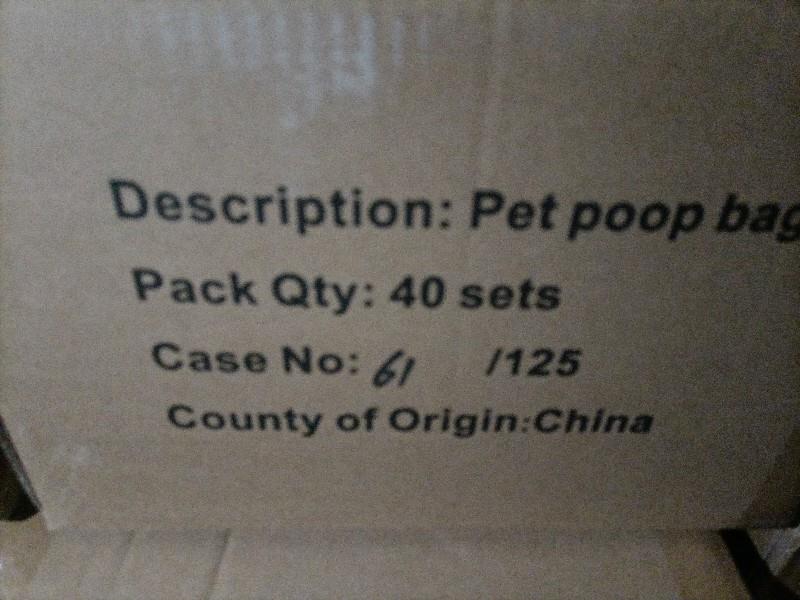 Description: Pet poop bag
Pack Qty: 40 sets
Case No: 61 /125
County of Origin:China